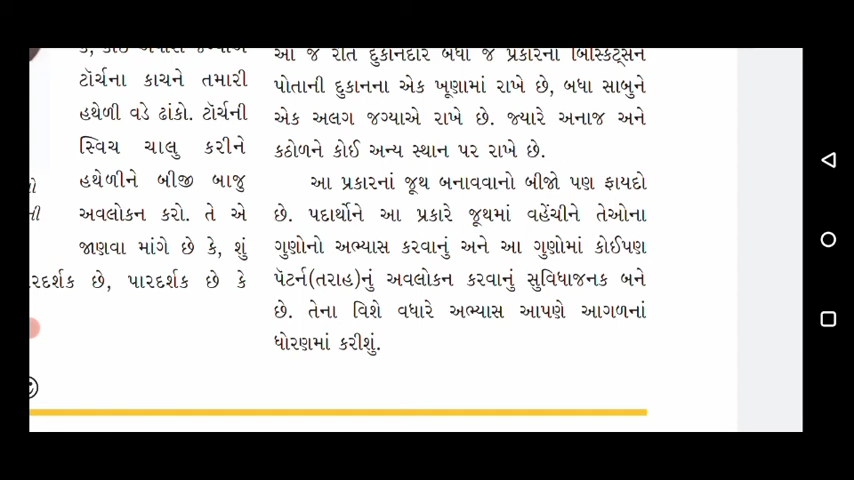 ટૉર્ચના કાચને તમારી
હથેળી વડે ઢાંકો. ટૉર્ચની
સ્વિચ ચાલુ કરીને
હથેળીને બીજી બાજુ
અવલોકન કરો. તે એ
જાણવા માંગે છે કે, શું
છે, પારદર્શક છે કે
આ જ રીતે દુકાનદાર બધા જ પ્રકારના બિસ્કિટ્સને
પોતાની દુકાનના એક ખૂણામાં રાખે છે, બધા સાબુને
એક અલગ જગ્યાએ રાખે છે. જ્યારે અનાજ અને
કઠોળને કોઈ અન્ય સ્થાન પર રાખે છે.
આ પ્રકારનાં જૂથ બનાવવાનો બીજો પણ ફાયદો
છે. પદાર્થોને આ પ્રકારે જૂથમાં વહેંચીને તેઓના
ગુણોનો અભ્યાસ કરવાનું અને આ ગુણોમાં કોઈપણ
પૅટર્ન(તરાહ)નું અવલોકન કરવાનું સુવિધાજનક બને
છે. તેના વિશે વધારે અભ્યાસ આપણે આગળનાં
ધોરણમાં કરીશું.